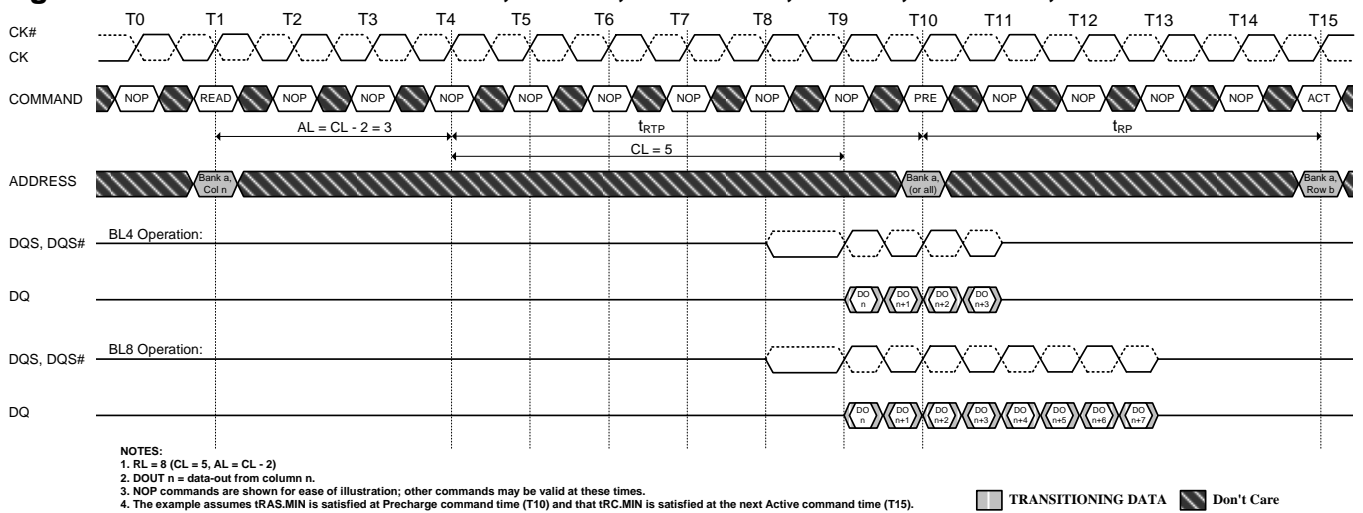 T0 T1 T2 T3 T4 T5 T6 T7 T8 T9 T10 T11 T12 T13 T14 T15
CK#
CK
COMMAND NOP READ NOP NOP NOP NOP NOP NOP NOP NOP PRE NOP NOP NOP NOP ACT
AL = CL - 2 = 3 tRTP tRP
CL = 5
ADDRESS Bank a, Col n Bank a, (or all) Bank a, Row b
BL4 Operation:
DQS, DQS#
DQ DO n DO n+1 DO n+2 DO n+3
BL8 Operation:
DQS, DQS#
DQ DO n DO n+1 DO n+2 DO n+3 DO n+4 DO n+5 DO n+6 DO n+7
NOTES:
1. RL = 8 (CL = 5, AL = CL - 2)
2. DOUT n = data-out from column n.
3. NOP commands are shown for ease of illustration; other commands may be valid at these times.
4. The example assumes tRAS.MIN is satisfied at Precharge command time (T10) and that tRC.MIN is satisfied at the next Active command time (T15).
TRANSITIONING DATA Don't Care